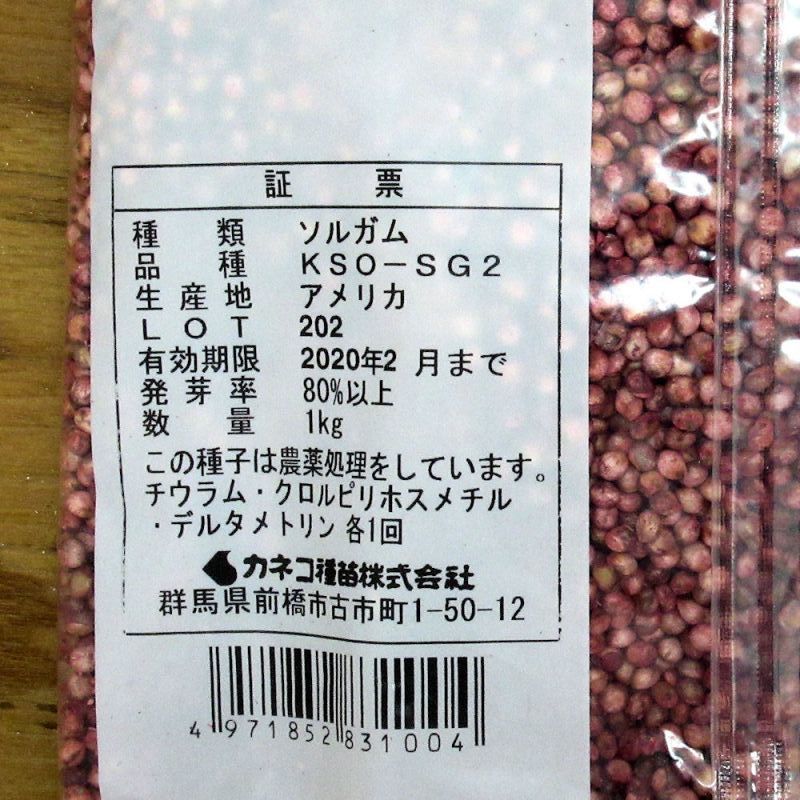 証 票
種 類 ソルガム
品 種 KSO-SG2
生産地 アメリカ
LOT 202
有効期限 2020年2 月まで
発芽率 80%以上
数 量 1kg
この種子は農薬処理をしています。
チウラム・クロルピリホスメチル
・デルタメトリン 各1回
カネコ種苗株式会社
群馬県前橋市古市町1-50-12
4971852831004